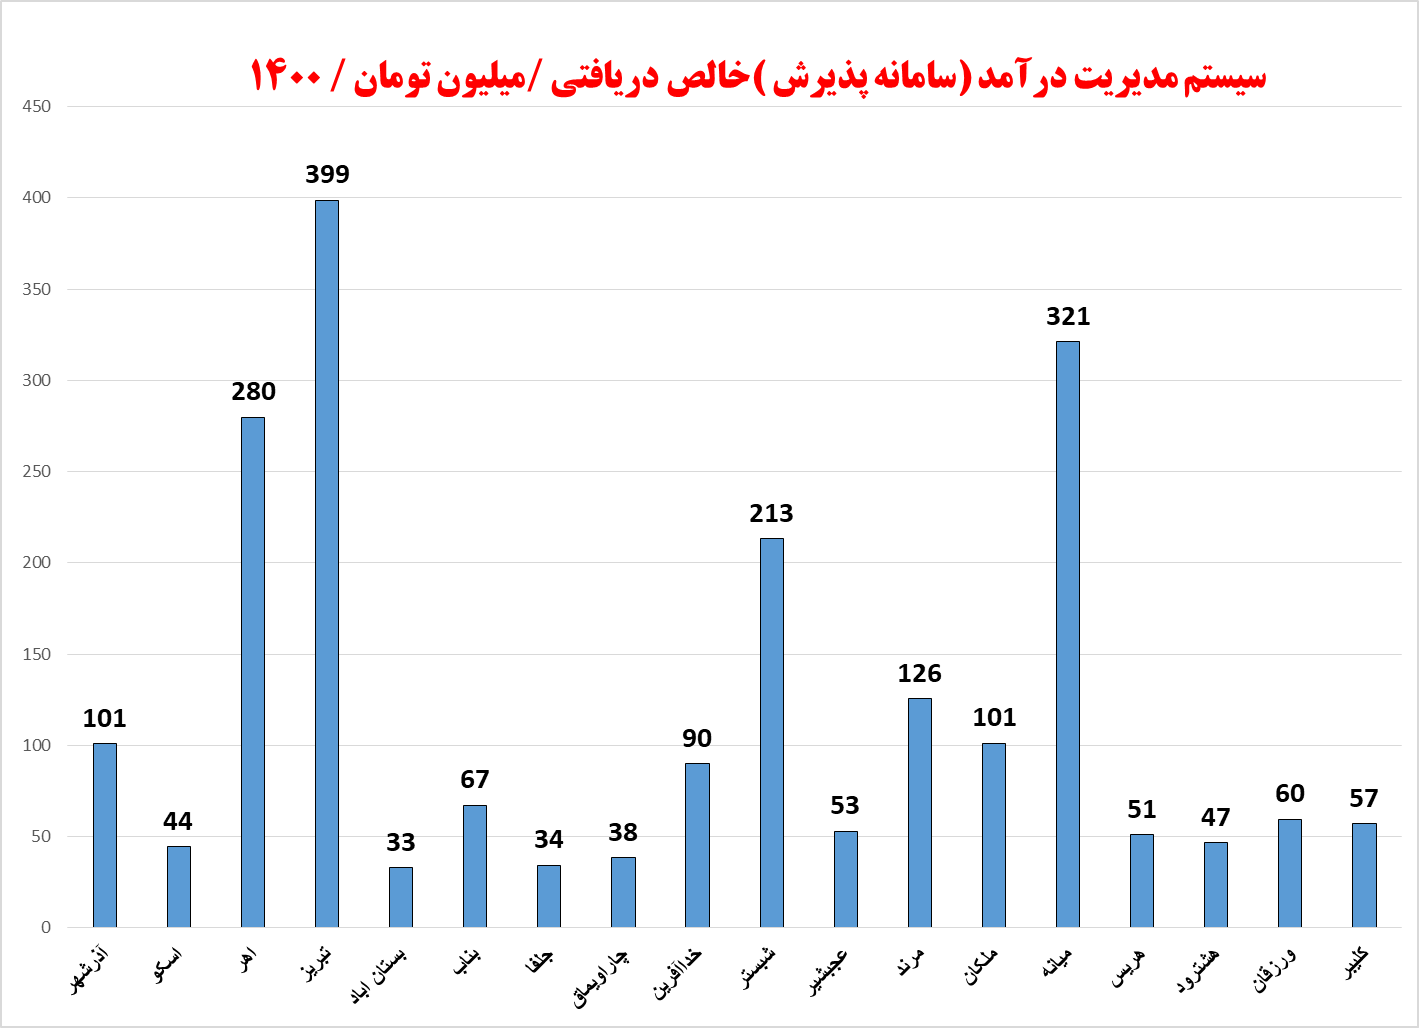 سیستم مدیریت درآمد (سامانه پذیرش )خالص دریافتی /میلیون تومان / ۱۴۰۰
450
400
350
300
250
200
150
100
50
0
101
44
280
399
33
67
34
38
90
213
53
126
101
321
51
47
60
57
آذرشهر
اسکو
اهر
تبریز
بستان اباد
بناب
جلفا
چاراویماق
خداآفرین
شبستر
عجبشیر
مرند
ملکان
میانه
هریس
هشترود
ورزقان
کلیبر